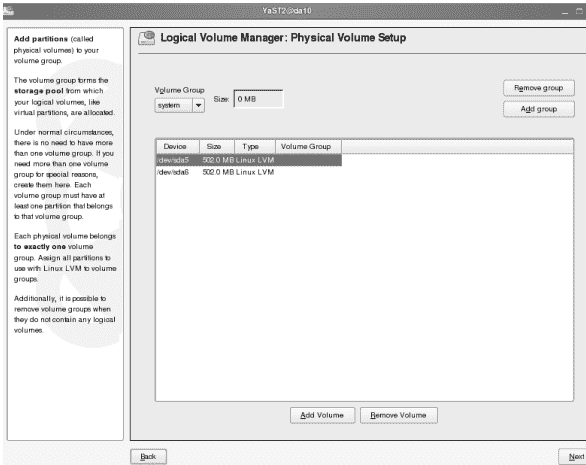 YaST2@da10
Add partitions (called
physical volumes) to your
volume group.
The volume group forms the
storage pool from which
your logical volumes, like
virtual partitions, are allocated.
Under normal circumstances,
there is no need to have more
than one volume group. If you
need more than one volume
group for special reasons,
create them here. Each
volume group must have at
least one partition that belongs
to that volume group.
Each physical volume belongs
to exactly one volume
group. Assign all partitions to
use with Linux LVM to volume
groups.
Additionally, it is possible to
remove volume groups when
they do not contain any logical
volumes.
Logical Volume Manager: Physical Volume Setup
Volume Group
system
Size: 0 MB
Remove group
Add group
Device Size Type Volume Group
/dev/sda5 502.0 MB Linux LVM
/dev/sda6 502.0 MB Linux LVM
Add Volume Remove Volume
Back Next